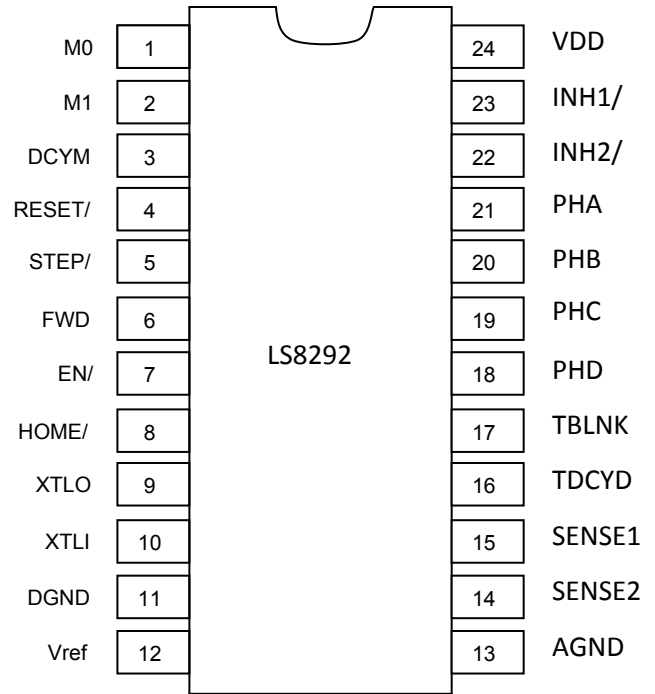 M0 1 24 VDD
M1 2 23 INH1/
DCYM 3 22 INH2/
RESET/ 4 21 PHA
STEP/ 5 20 PHB
FWD 6 19 PHC
LS8292
EN/ 7 18 PHD
HOME/ 8 17 TBLNK
XTLO 9 16 TDCYD
XTLI 10 15 SENSE1
DGND 11 14 SENSE2
Vref 12 13 AGND